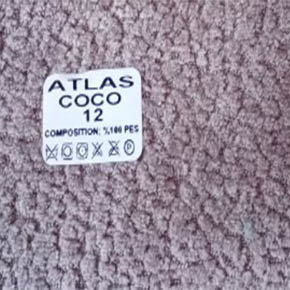 ATLAS
COCO
12
COMPOSITION: %100 PES
P